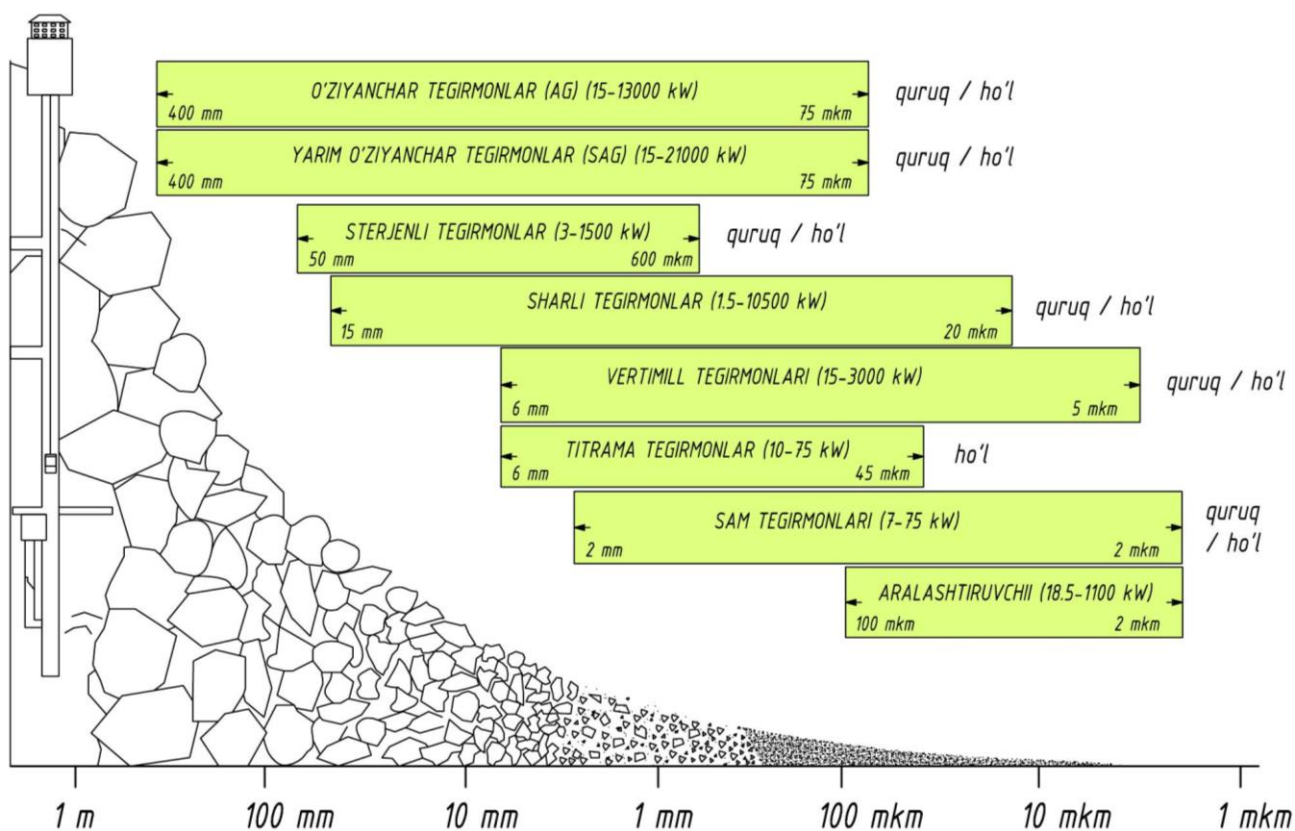 O'ZIYANCHAR TEGIRMONLAR (AG) (15-13000 kW)
400 mm
75 mkm
quruq / ho'l
YARIM O'ZIYANCHAR TEGIRMONLAR (SAG) (15-21000 kW)
400 mm
75 mkm
quruq / ho'l
STERJENLI TEGIRMONLAR (3-1500 kW)
50 mm
600 mkm
quruq / ho'l
SHARLI TEGIRMONLAR (1.5-10500 kW)
15 mm
20 mkm
quruq / ho'l
VERTIMILL TEGIRMONLARI (15-3000 kW)
6 mm
5 mkm
quruq / ho'l
TITRAMA TEGIRMONLAR (10-75 kW)
6 mm
45 mkm
ho'l
SAM TEGIRMONLARI (7-75 kW)
2 mm
2 mkm
quruq
/ ho'l
ARALASHTIRUVCHII (18.5-1100 kW)
100 mkm
2 mkm
1 m
100 mm
10 mm
1 mm
100 mkm
10 mkm
1 mkm